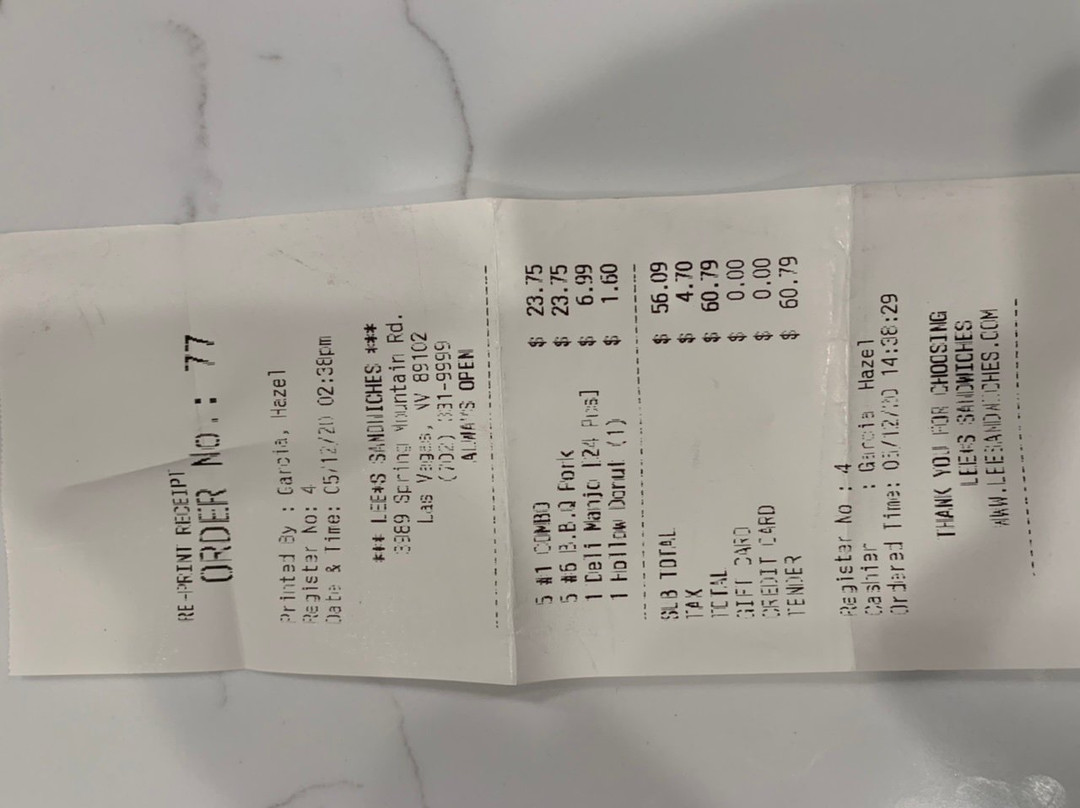 RE-PRINT RECEIPT
ORDER NO.: 77
Printed By : Garcia, Hazel
Register No: 4
Date & Time: 05/12/20 02:38pm
*** LEE*S SANDWICHES ***
3989 Spring Mountain Rd.
Las Vegas, NV 89102
(702) 331-9999
ALWAYS OPEN
5 #1 COMBO $ 23.75
5 #6 B.B.Q Pork $ 23.75
1 Deli Manjo [24 Pcs] $ 6.99
1 Hollow Donut (1) $ 1.60
SUB TOTAL $ 56.09
TAX $ 4.70
TOTAL $ 60.79
GIFT CARD $ 0.00
CREDIT CARD $ 0.00
TENDER $ 60.79
Register No : 4
Cashier : Garcia Hazel
Ordered Time: 05/12/20 14:38:29
THANK YOU FOR CHOOSING
LEE*S SANDWICHES
WWW.LEESANDWICHES.COM